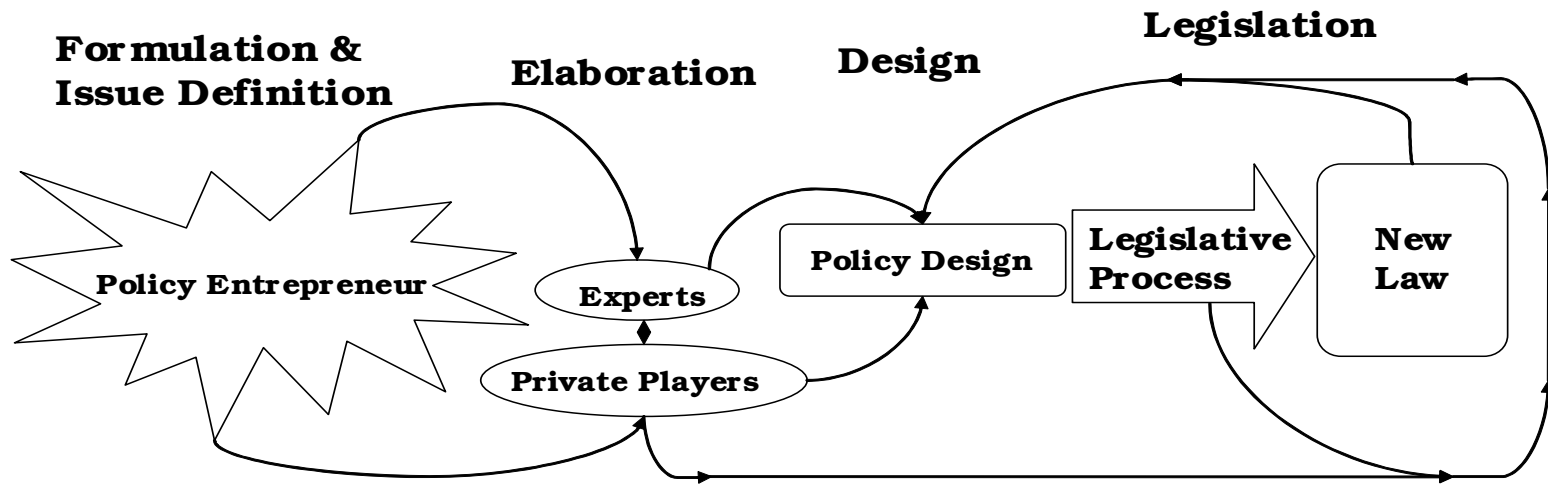 Formulation &
Issue Definition
Elaboration
Design
Legislation
Policy Entrepreneur
Experts
Private Players
Policy Design
Legislative
Process
New
Law